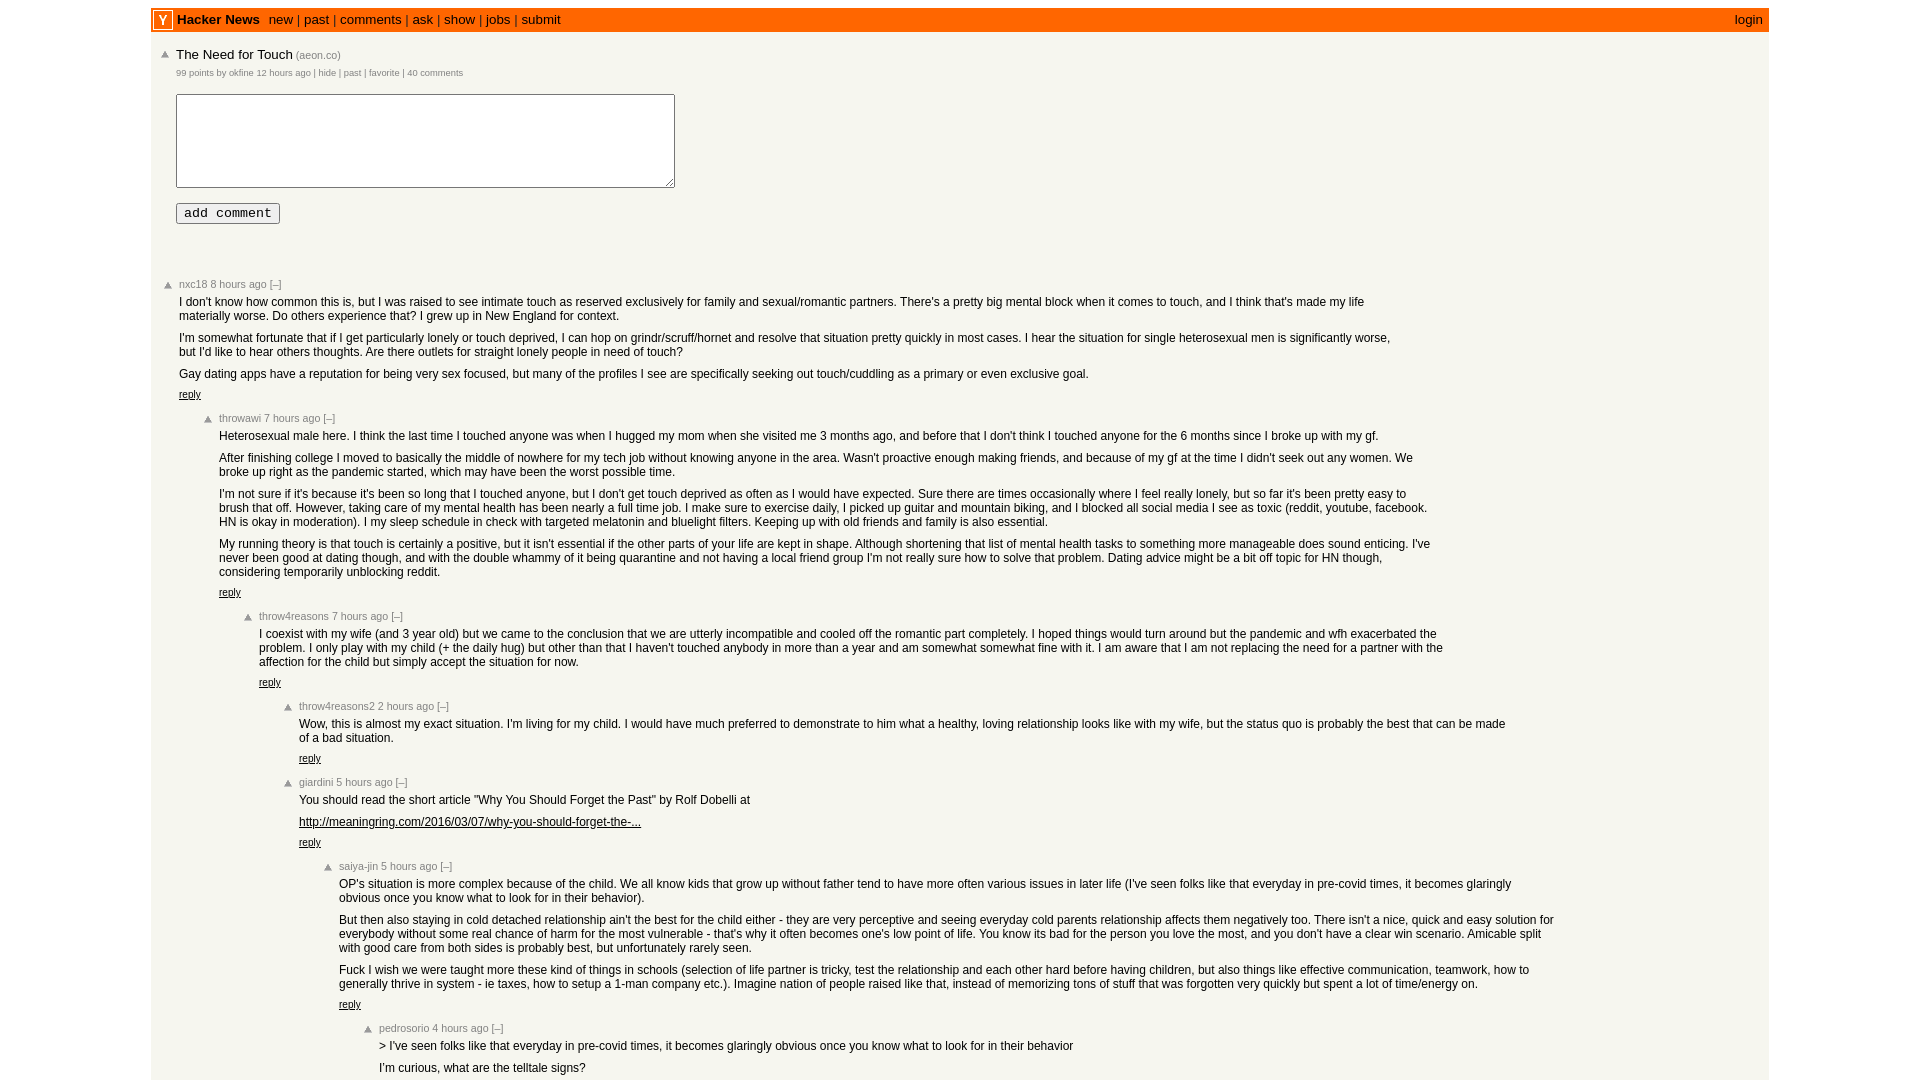 Y Hacker News new | past | comments | ask | show | jobs | submit login
The Need for Touch (aeon.co)
99 points by okfine 12 hours ago | hide | past | favorite | 40 comments
add comment
nxc18 8 hours ago [–]
I don't know how common this is, but I was raised to see intimate touch as reserved exclusively for family and sexual/romantic partners. There's a pretty big mental block when it comes to touch, and I think that's made my life
materially worse. Do others experience that? I grew up in New England for context.
I'm somewhat fortunate that if I get particularly lonely or touch deprived, I can hop on grindr/scruff/hornet and resolve that situation pretty quickly in most cases. I hear the situation for single heterosexual men is significantly worse,
but I'd like to hear others thoughts. Are there outlets for straight lonely people in need of touch?
Gay dating apps have a reputation for being very sex focused, but many of the profiles I see are specifically seeking out touch/cuddling as a primary or even exclusive goal.
reply
throwawi 7 hours ago [–]
Heterosexual male here. I think the last time I touched anyone was when I hugged my mom when she visited me 3 months ago, and before that I don't think I touched anyone for the 6 months since I broke up with my gf.
After finishing college I moved to basically the middle of nowhere for my tech job without knowing anyone in the area. Wasn't proactive enough making friends, and because of my gf at the time I didn't seek out any women. We
broke up right as the pandemic started, which may have been the worst possible time.
I'm not sure if it's because it's been so long that I touched anyone, but I don't get touch deprived as often as I would have expected. Sure there are times occasionally where I feel really lonely, but so far it's been pretty easy to
brush that off. However, taking care of my mental health has been nearly a full time job. I make sure to exercise daily, I picked up guitar and mountain biking, and I blocked all social media I see as toxic (reddit, youtube, facebook.
HN is okay in moderation). I my sleep schedule in check with targeted melatonin and bluelight filters. Keeping up with old friends and family is also essential.
My running theory is that touch is certainly a positive, but it isn't essential if the other parts of your life are kept in shape. Although shortening that list of mental health tasks to something more manageable does sound enticing. I've
never been good at dating though, and with the double whammy of it being quarantine and not having a local friend group I'm not really sure how to solve that problem. Dating advice might be a bit off topic for HN though,
considering temporarily unblocking reddit.
reply
throw4reasons 7 hours ago [–]
I coexist with my wife (and 3 year old) but we came to the conclusion that we are utterly incompatible and cooled off the romantic part completely. I hoped things would turn around but the pandemic and wfh exacerbated the
problem. I only play with my child (+ the daily hug) but other than that I haven't touched anybody in more than a year and am somewhat somewhat fine with it. I am aware that I am not replacing the need for a partner with the
affection for the child but simply accept the situation for now.
reply
throw4reasons2 2 hours ago [–]
Wow, this is almost my exact situation. I'm living for my child. I would have much preferred to demonstrate to him what a healthy, loving relationship looks like with my wife, but the status quo is probably the best that can be made
of a bad situation.
reply
giardini 5 hours ago [–]
You should read the short article "Why You Should Forget the Past" by Rolf Dobelli at
http://meaningring.com/2016/03/07/why-you-should-forget-the-...
reply
saiya-jin 5 hours ago [–]
OP's situation is more complex because of the child. We all know kids that grow up without father tend to have more often various issues in later life (I've seen folks like that everyday in pre-covid times, it becomes glaringly
obvious once you know what to look for in their behavior).
But then also staying in cold detached relationship ain't the best for the child either - they are very perceptive and seeing everyday cold parents relationship affects them negatively too. There isn't a nice, quick and easy solution for
everybody without some real chance of harm for the most vulnerable - that's why it often becomes one's low point of life. You know its bad for the person you love the most, and you don't have a clear win scenario. Amicable split
with good care from both sides is probably best, but unfortunately rarely seen.
Fuck I wish we were taught more these kind of things in schools (selection of life partner is tricky, test the relationship and each other hard before having children, but also things like effective communication, teamwork, how to
generally thrive in system - ie taxes, how to setup a 1-man company etc.). Imagine nation of people raised like that, instead of memorizing tons of stuff that was forgotten very quickly but spent a lot of time/energy on.
reply
pedrosorio 4 hours ago [–]
> I've seen folks like that everyday in pre-covid times, it becomes glaringly obvious once you know what to look for in their behavior
I'm curious, what are the telltale signs?